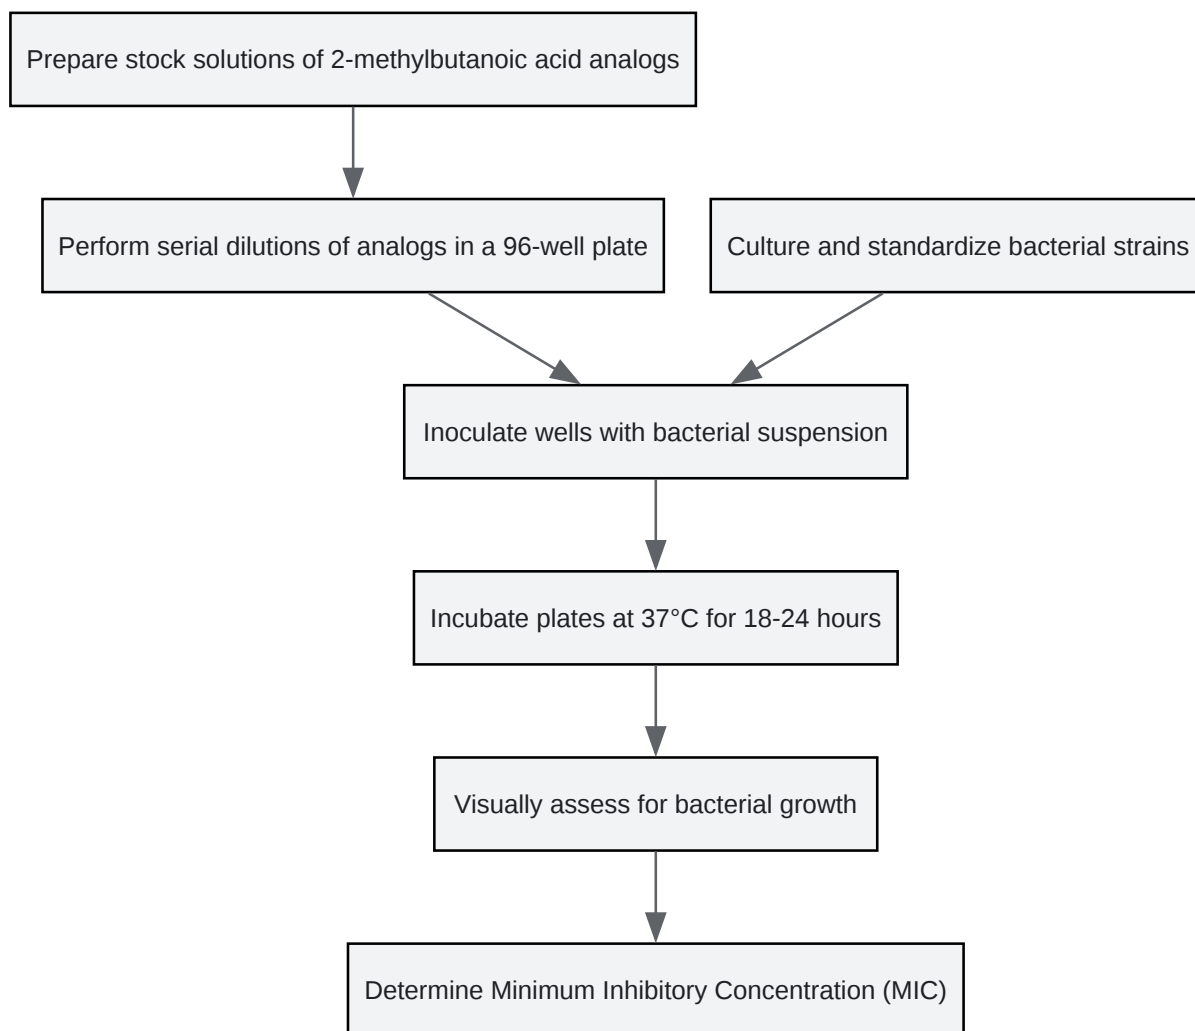 Prepare stock solutions of 2-methylbutanoic acid analogs
Perform serial dilutions of analogs in a 96-well plate
Culture and standardize bacterial strains
Inoculate wells with bacterial suspension
Incubate plates at 37°C for 18-24 hours
Visually assess for bacterial growth
Determine Minimum Inhibitory Concentration (MIC)